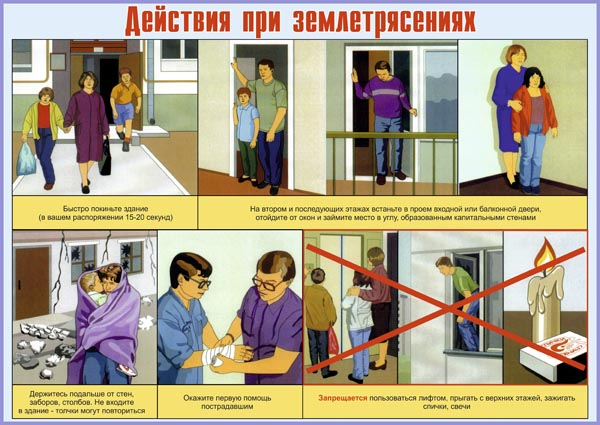 Действия при землетрясениях
Быстро покиньте здание
(в вашем распоряжении 15-20 секунд)
На втором и последующих этажах встаньте в проем входной или балконной двери,
отойдите от окон и займите место в углу, образованным капитальными стенами
Держитесь подальше от стен,
заборов, столбов. Не входите
в здание - толчки могут повториться
Окажите первую помощь
пострадавшим
Запрещается пользоваться лифтом, прыгать с верхних этажей, зажигать
спички, свечи